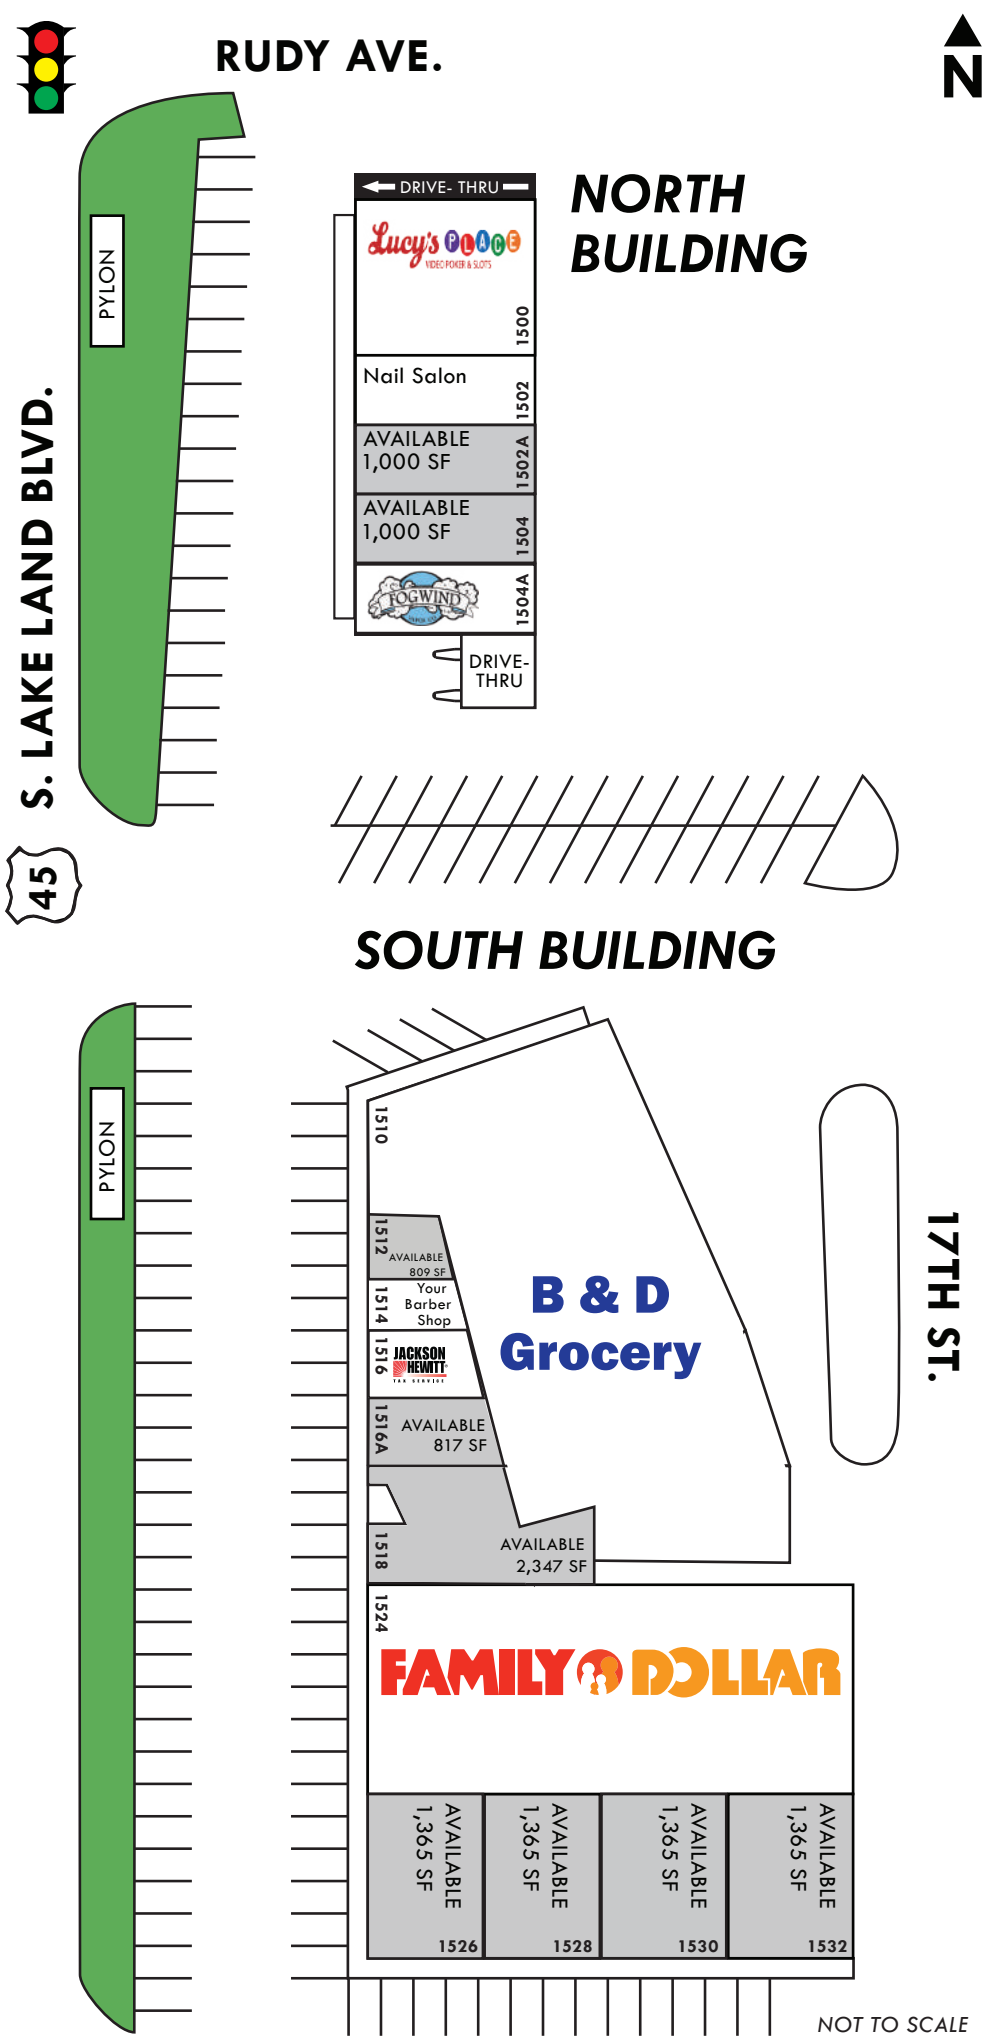 RUDY AVE.
N
DRIVE- THRU
NORTH
BUILDING
Lucy's PLACE
VIDEO POKER & SLOTS
1500
PYLON
Nail Salon
1502
AVAILABLE
1,000 SF
1502A
AVAILABLE
1,000 SF
1504
FOGWIND
1504A
DRIVE-
THRU
S. LAKE LAND BLVD.
45
SOUTH BUILDING
PYLON
1510
1512
AVAILABLE
809 SF
1514
Your
Barber
Shop
1516
JACKSON
HEWITT
TAX SERVICE
1516A
AVAILABLE
817 SF
B & D
Grocery
17TH ST.
1518
AVAILABLE
2,347 SF
1524
FAMILY DOLLAR
AVAILABLE
1,365 SF
1526
AVAILABLE
1,365 SF
1528
AVAILABLE
1,365 SF
1530
AVAILABLE
1,365 SF
1532
NOT TO SCALE